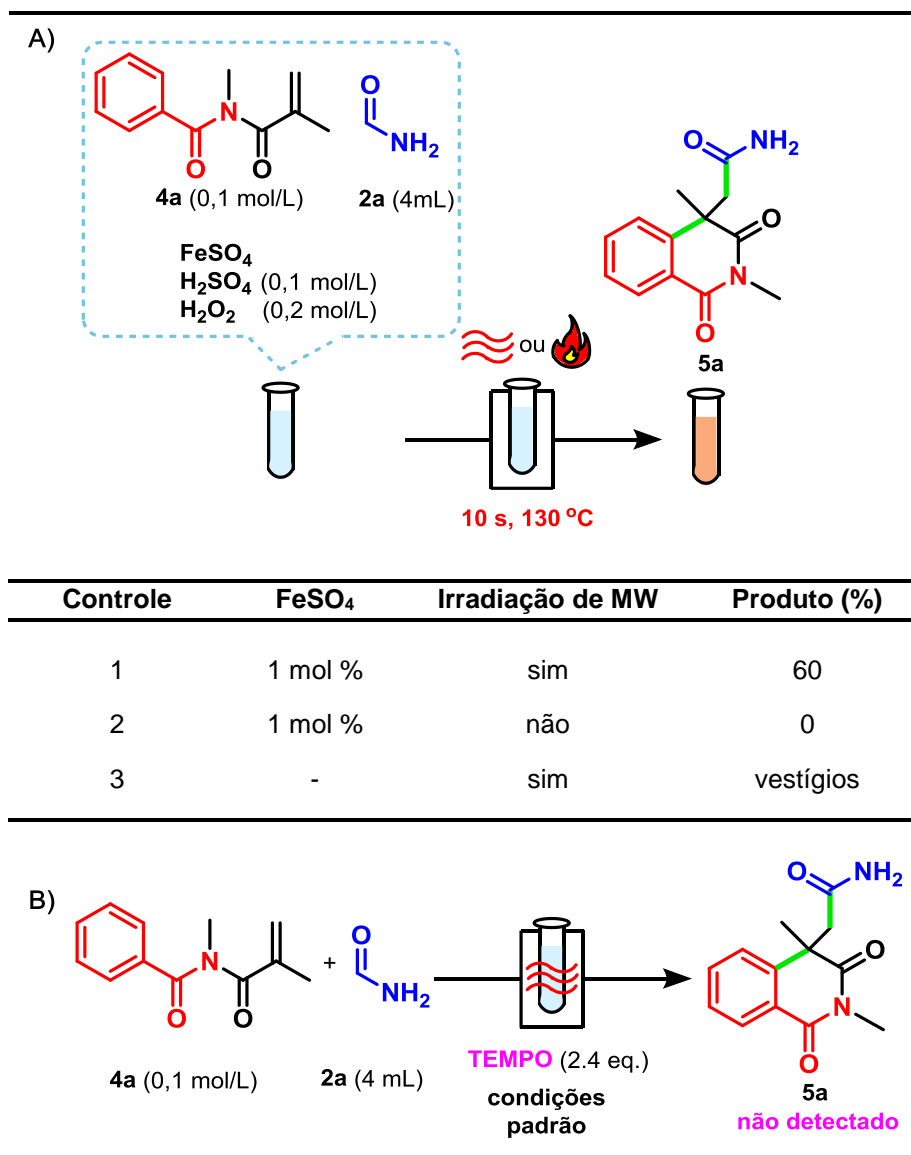 A)
O
N
NH₂
O
O
4a (0,1 mol/L) 2a (4mL)
FeSO₄
H₂SO₄ (0,1 mol/L)
H₂O₂ (0,2 mol/L)
ou
10 s, 130 ºC
O
NH₂
O
N
O
5a
Controle FeSO₄ Irradiação de MW Produto (%)
1 1 mol % sim 60
2 1 mol % não 0
3 - sim vestígios
B)
O
N
+
NH₂
O
O
4a (0,1 mol/L) 2a (4 mL)
TEMPO (2.4 eq.)
condições
padrão
O
NH₂
O
N
O
5a
não detectado